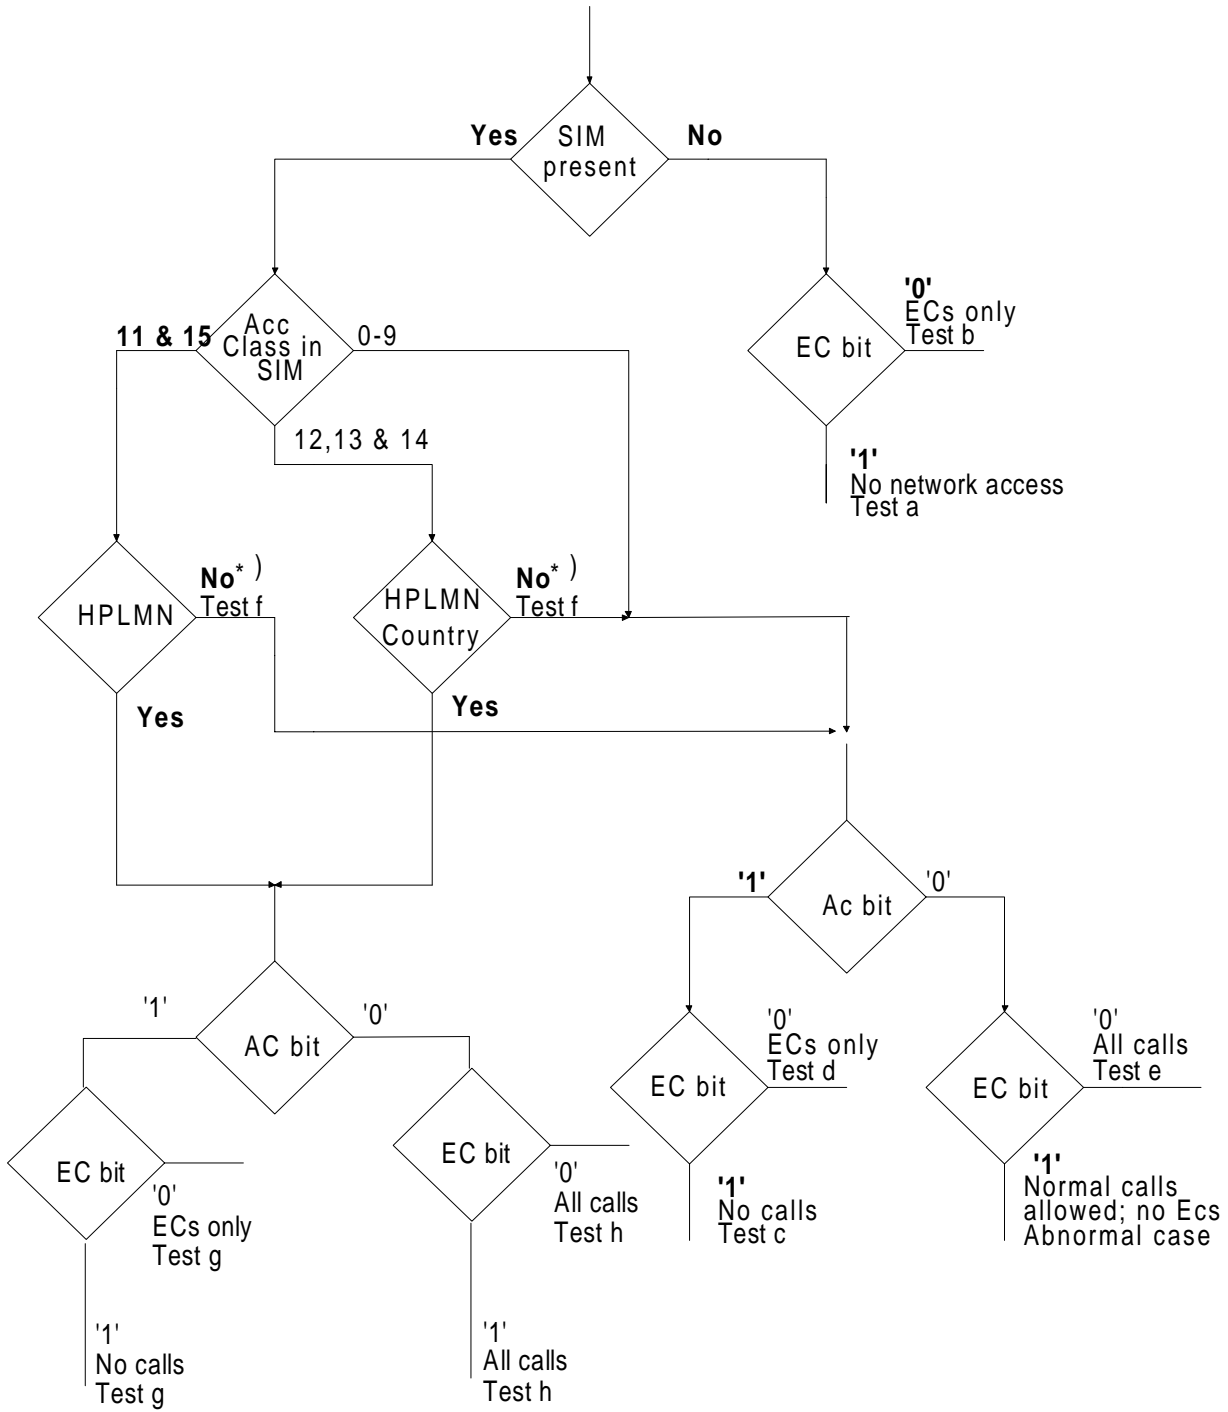 Yes
SIM
present
No
11 & 15
Acc
Class in
SIM
0-9
12,13 & 14
EC bit
'0'
ECs only
Test b
'1'
No network access
Test a
HPLMN
No* )
Test f
HPLMN
Country
No* )
Test f
Yes
Yes
'1'
Ac bit
'0'
'1'
AC bit
'0'
EC bit
'0'
ECs only
Test d
EC bit
'0'
All calls
Test e
EC bit
'0'
ECs only
Test g
EC bit
'0'
All calls
Test h
'1'
No calls
Test c
'1'
Normal calls
allowed; no Ecs
Abnormal case
'1'
No calls
Test g
'1'
All calls
Test h